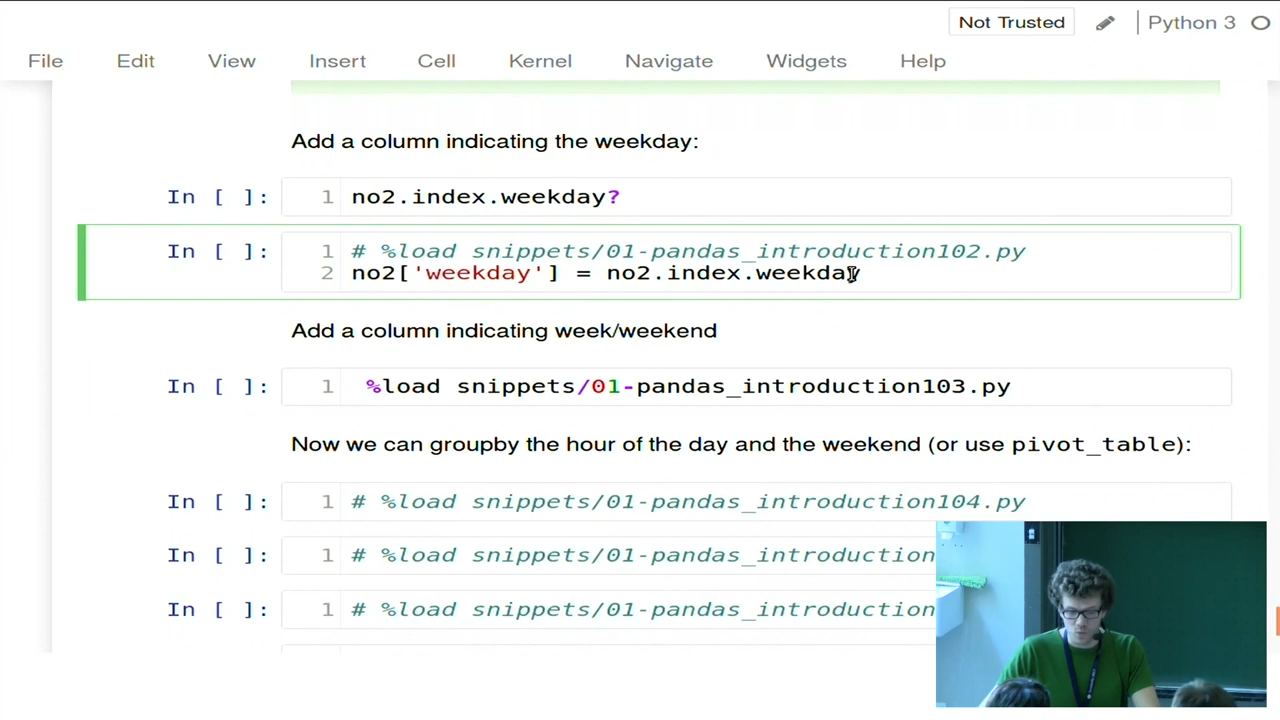 Not Trusted
Python 3
File Edit View Insert Cell Kernel Navigate Widgets Help
Add a column indicating the weekday:
In [ ]: 1 no2.index.weekday?
In [ ]: 1 # %load snippets/01-pandas_introduction102.py
2 no2['weekday'] = no2.index.weekday
Add a column indicating week/weekend
In [ ]: 1 %load snippets/01-pandas_introduction103.py
Now we can groupby the hour of the day and the weekend (or use pivot_table):
In [ ]: 1 # %load snippets/01-pandas_introduction104.py
In [ ]: 1 # %load snippets/01-pandas_introduction
In [ ]: 1 # %load snippets/01-pandas_introduction